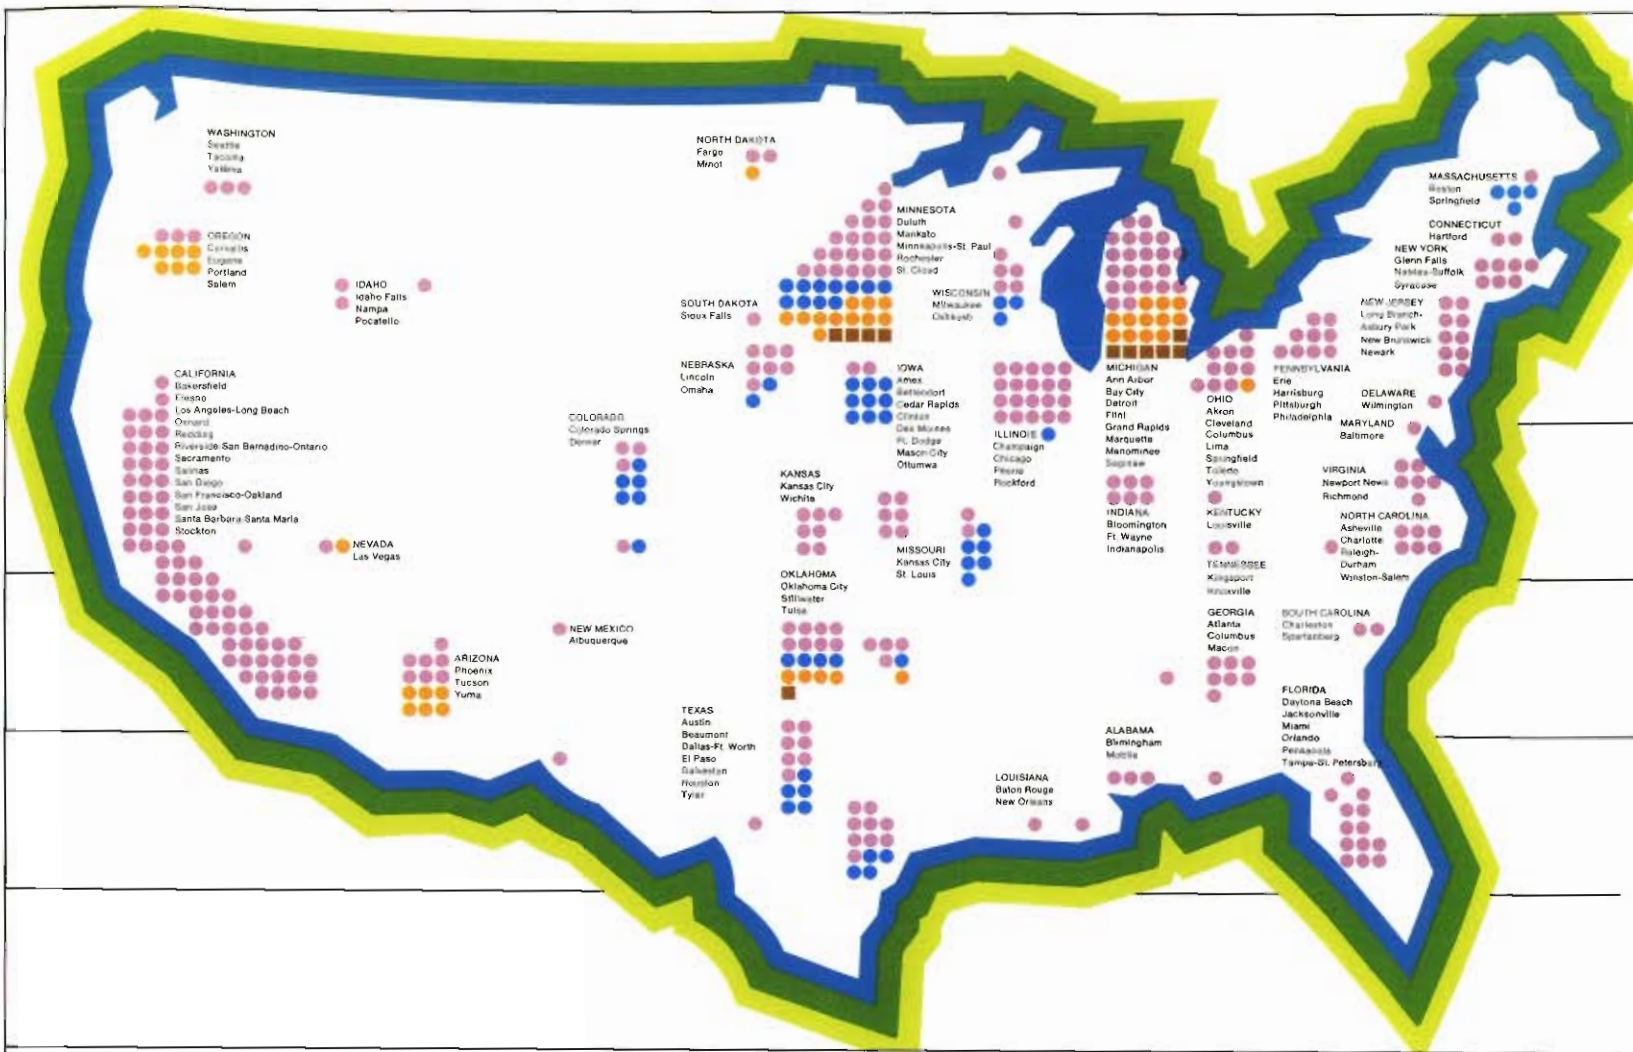 WASHINGTON
Seattle
Tacoma
Yakima
OREGON
Corvallis
Eugene
Portland
Salem
IDAHO
Idaho Falls
Nampa
Pocatello
CALIFORNIA
Bakersfield
Fresno
Los Angeles-Long Beach
Oxnard
Redding
Riverside-San Bernadino-Ontario
Sacramento
Salinas
San Diego
San Francisco-Oakland
San Jose
Santa Barbara-Santa Maria
Stockton
NEVADA
Las Vegas
ARIZONA
Phoenix
Tucson
Yuma
COLORADO
Colorado Springs
Denver
NEW MEXICO
Albuquerque
NORTH DAKOTA
Fargo
Minot
SOUTH DAKOTA
Sioux Falls
NEBRASKA
Lincoln
Omaha
KANSAS
Kansas City
Wichita
OKLAHOMA
Oklahoma City
Stillwater
Tulsa
TEXAS
Austin
Beaumont
Dallas-Ft. Worth
El Paso
Galveston
Houston
Tyler
MINNESOTA
Duluth
Mankato
Minneapolis-St. Paul
Rochester
St. Cloud
WISCONSIN
Milwaukee
Oshkosh
IOWA
Ames
Bettendorf
Cedar Rapids
Clinton
Des Moines
Ft. Dodge
Mason City
Ottumwa
ILLINOIS
Champaign
Chicago
Peoria
Rockford
MISSOURI
Kansas City
St. Louis
LOUISIANA
Baton Rouge
New Orleans
MICHIGAN
Ann Arbor
Bay City
Detroit
Flint
Grand Rapids
Marquette
Manominee
Saginaw
INDIANA
Bloomington
Ft. Wayne
Indianapolis
OHIO
Akron
Cleveland
Columbus
Lima
Springfield
Toledo
Youngstown
KENTUCKY
Louisville
TENNESSEE
Kingsport
Knoxville
GEORGIA
Atlanta
Columbus
Macon
ALABAMA
Birmingham
Mobile
FLORIDA
Daytona Beach
Jacksonville
Miami
Orlando
Pensacola
Tampa-St. Petersburg
SOUTH CAROLINA
Charleston
Spartanberg
NORTH CAROLINA
Asheville
Charlotte
Raleigh-
Durham
Winston-Salem
VIRGINIA
Newport News
Richmond
MARYLAND
Baltimore
DELAWARE
Wilmington
PENNSYLVANIA
Erie
Harrisburg
Pittsburgh
Philadelphia
NEW JERSEY
Long Branch-
Asbury Park
New Brunswick
Newark
NEW YORK
Glenn Falls
Nassau-Suffolk
Syracuse
CONNECTICUT
Hartford
MASSACHUSETTS
Boston
Springfield